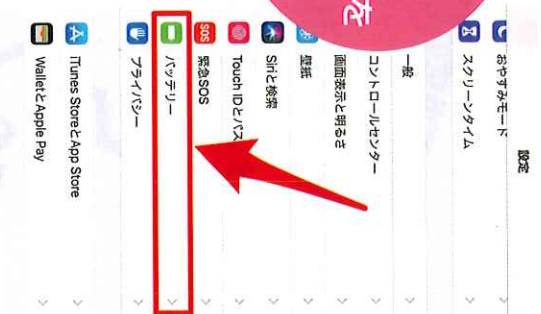 設定
おやすみモード
スクリーンタイム
一般
コントロールセンター
画面表示と明るさ
壁紙
Siriと検索
Touch IDとパス
SOS
緊急SOS
バッテリー
プライバシー
iTunes StoreとApp Store
WalletとApple Pay
を